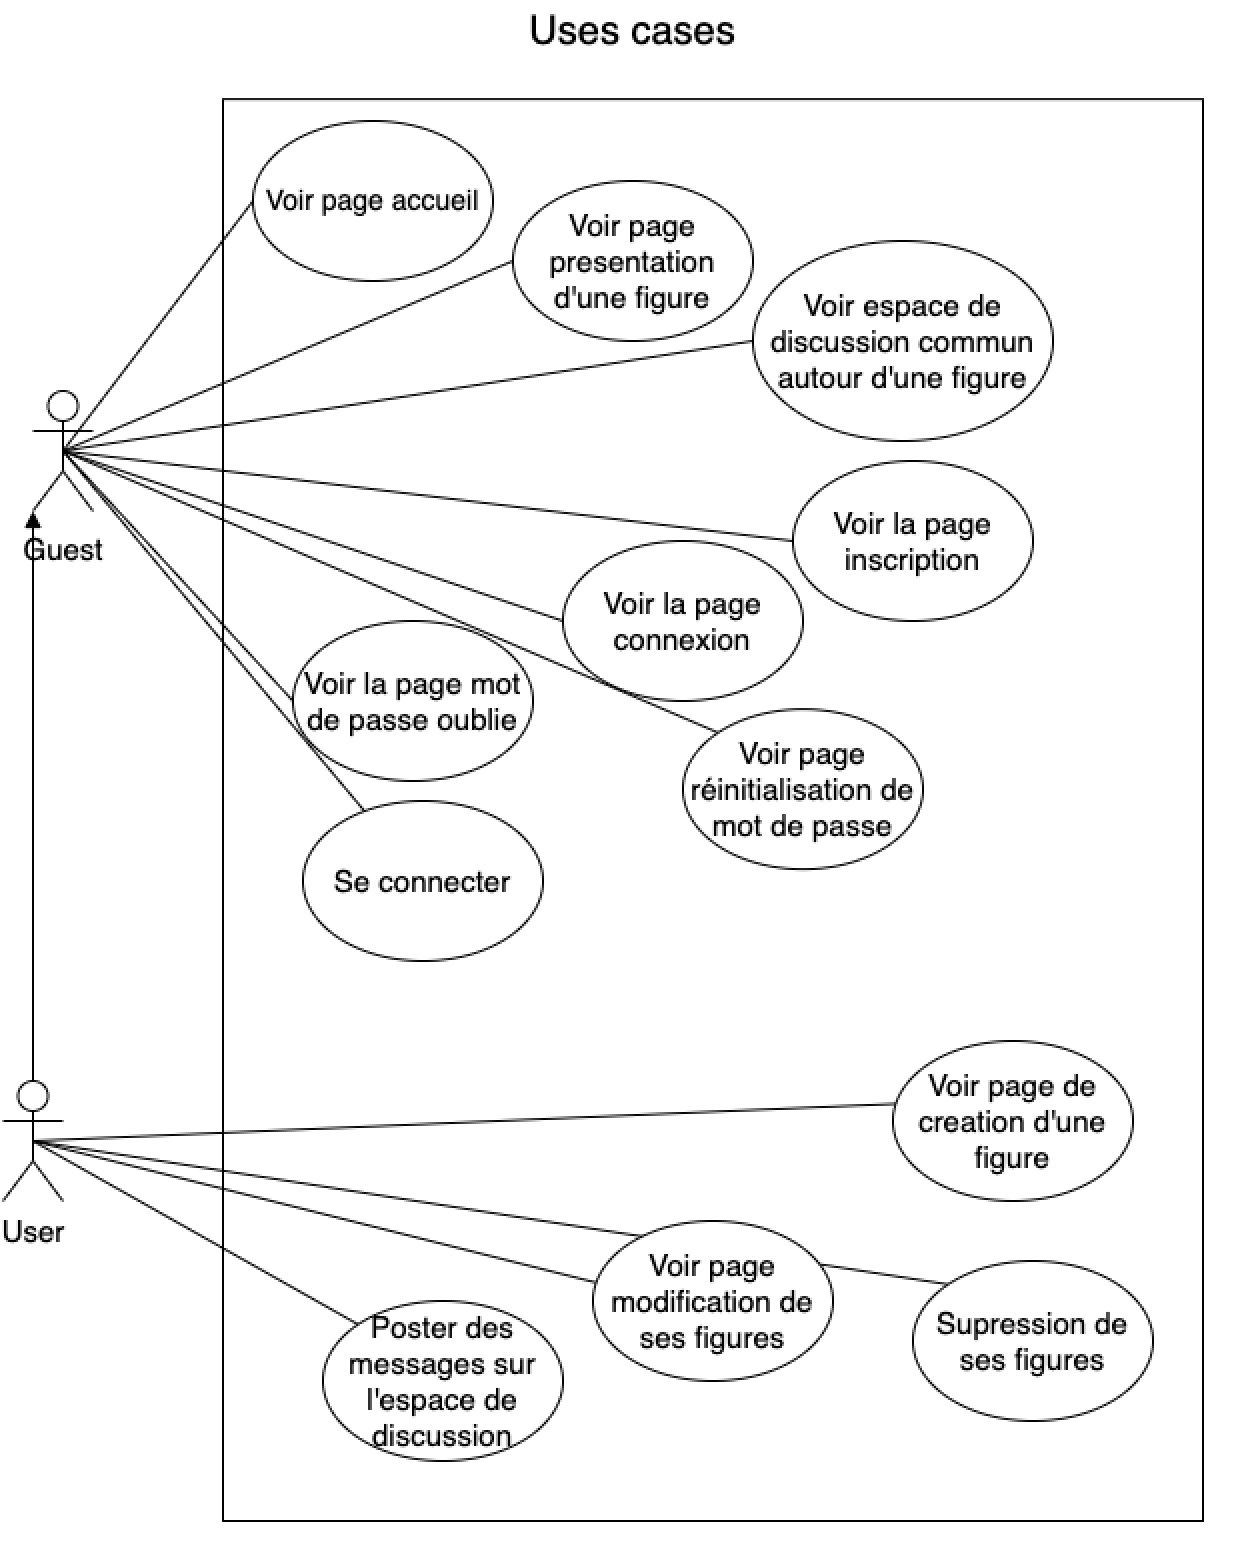 Uses cases
Voir page accueil
Voir page
presentation
d'une figure
Voir espace de
discussion commun
autour d'une figure
Guest
Voir la page
inscription
Voir la page
connexion
Voir la page mot
de passe oublie
Voir page
réinitialisation de
mot de passe
Se connecter
Voir page de
creation d'une
figure
User
Voir page
modification de
ses figures
Supression de
ses figures
Poster des
messages sur
l'espace de
discussion